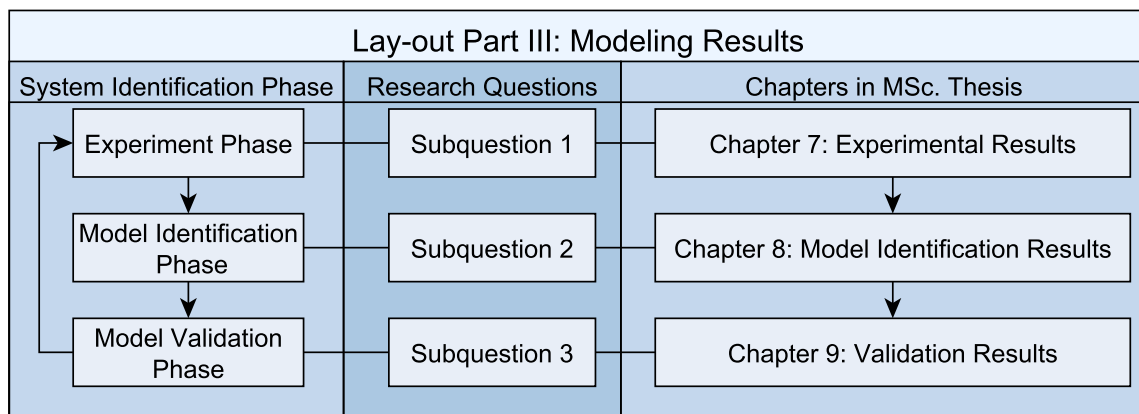 Lay-out Part III: Modeling Results
System Identification Phase
Research Questions
Chapters in MSc. Thesis
Experiment Phase
Subquestion 1
Chapter 7: Experimental Results
Model Identification
Phase
Subquestion 2
Chapter 8: Model Identification Results
Model Validation
Phase
Subquestion 3
Chapter 9: Validation Results